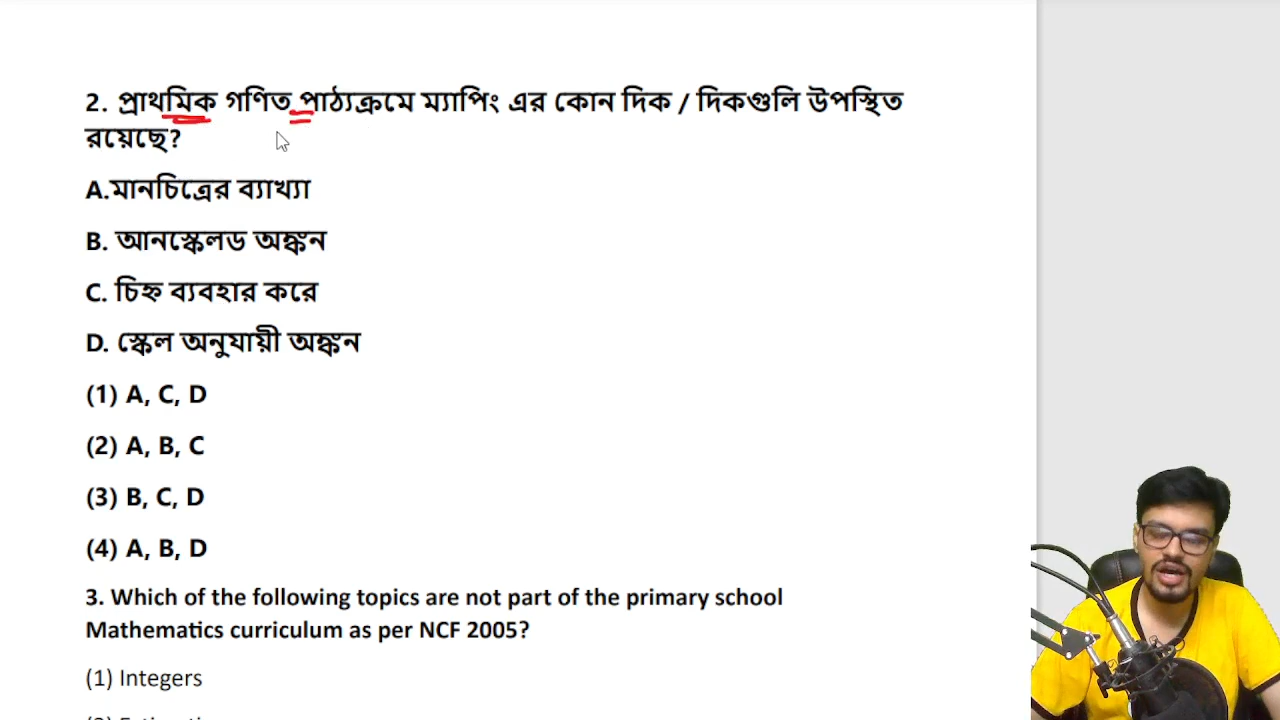 2. প্রাথমিক গণিত পাঠ্যক্রমে ম্যাপিং এর কোন দিক / দিকগুলি উপস্থিত
রয়েছে?
A.মানচিত্রের ব্যাখ্যা
B. আনস্কেলড অঙ্কন
C. চিহ্ন ব্যবহার করে
D. স্কেল অনুযায়ী অঙ্কন
(1) A, C, D
(2) A, B, C
(3) B, C, D
(4) A, B, D
3. Which of the following topics are not part of the primary school
Mathematics curriculum as per NCF 2005?
(1) Integers